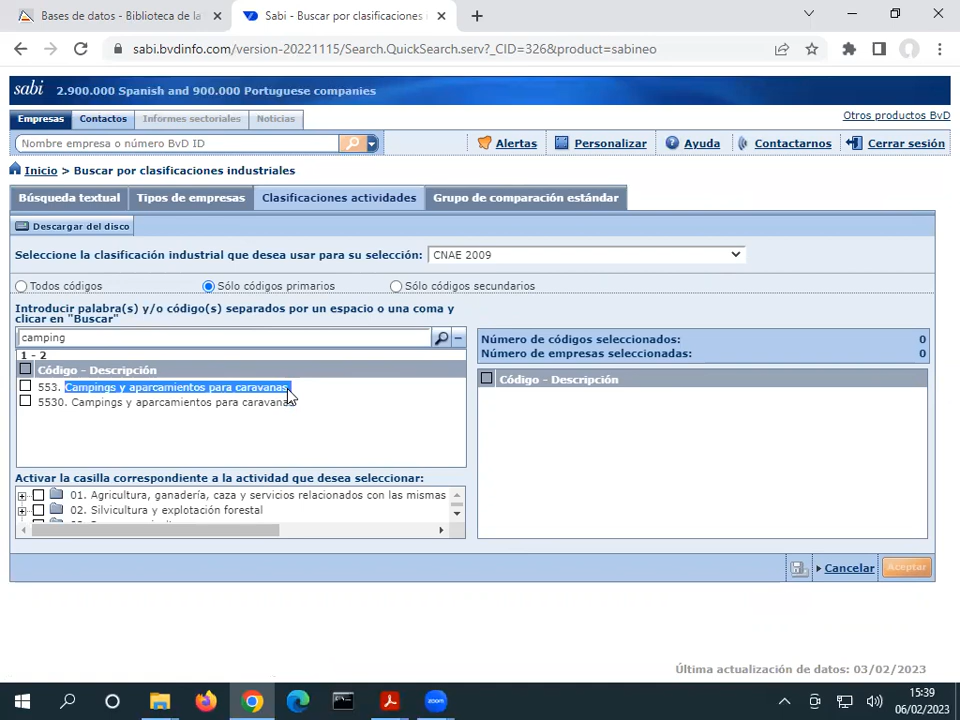 Bases de datos - Biblioteca de la
Sabi - Buscar por clasificaciones
sabi.bvdinfo.com/version-20221115/Search.QuickSearch.serv?_CID=326&product=sabineo
sabi 2.900.000 Spanish and 900.000 Portuguese companies
Empresas Contactos Informes sectoriales Noticias Otros productos BvD
Nombre empresa o número BvD ID Alertas Personalizar Ayuda Contactarnos Cerrar sesión
Inicio > Buscar por clasificaciones industriales
Búsqueda textual Tipos de empresas Clasificaciones actividades Grupo de comparación estándar
Descargar del disco
Seleccione la clasificación industrial que desea usar para su selección: CNAE 2009
Todos códigos Sólo códigos primarios Sólo códigos secundarios
Introducir palabra(s) y/o código(s) separados por un espacio o una coma y
clicar en "Buscar"
camping
1 - 2
Código - Descripción
553. Campings y aparcamientos para caravanas
5530. Campings y aparcamientos para caravanas
Número de códigos seleccionados: 0
Número de empresas seleccionadas: 0
Código - Descripción
Activar la casilla correspondiente a la actividad que desea seleccionar:
01. Agricultura, ganadería, caza y servicios relacionados con las mismas
02. Silvicultura y explotación forestal
Cancelar Aceptar
Última actualización de datos: 03/02/2023
zoom
15:39
06/02/2023